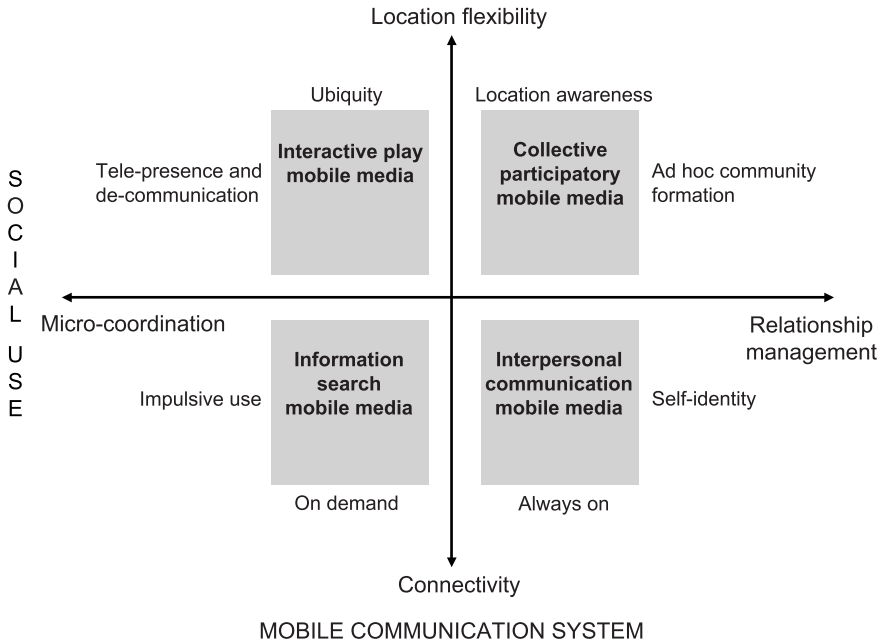 Location flexibility
Ubiquity
Location awareness
Interactive play
mobile media
Collective
participatory
mobile media
Tele-presence and
de-communication
Ad hoc community
formation
SOCIAL USE
Micro-coordination
Relationship
management
Information
search
mobile media
Interpersonal
communication
mobile media
Impulsive use
Self-identity
On demand
Always on
Connectivity
MOBILE COMMUNICATION SYSTEM